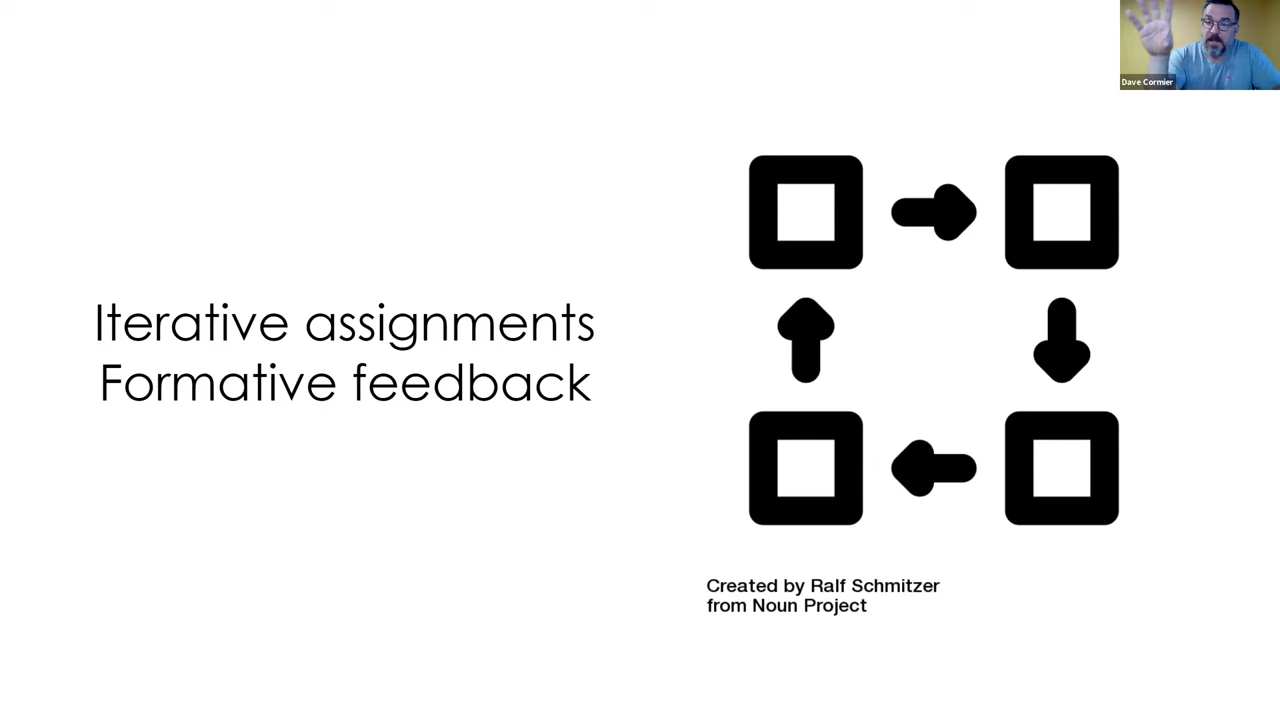 Dave Cormier
Iterative assignments
Formative feedback
Created by Ralf Schmitzer
from Noun Project